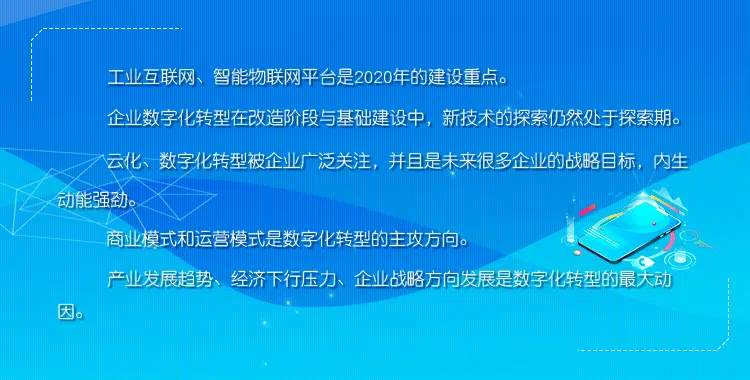 工业互联网、智能物联网平台是2020年的建设重点。
企业数字化转型在改造阶段与基础建设中，新技术的探索仍然处于探索期。
云化、数字化转型被企业广泛关注，并且是未来很多企业的战略目标，内生
动能强劲。
商业模式和运营模式是数字化转型的主攻方向。
产业发展趋势、经济下行压力、企业战略方向发展是数字化转型的最大动
因。